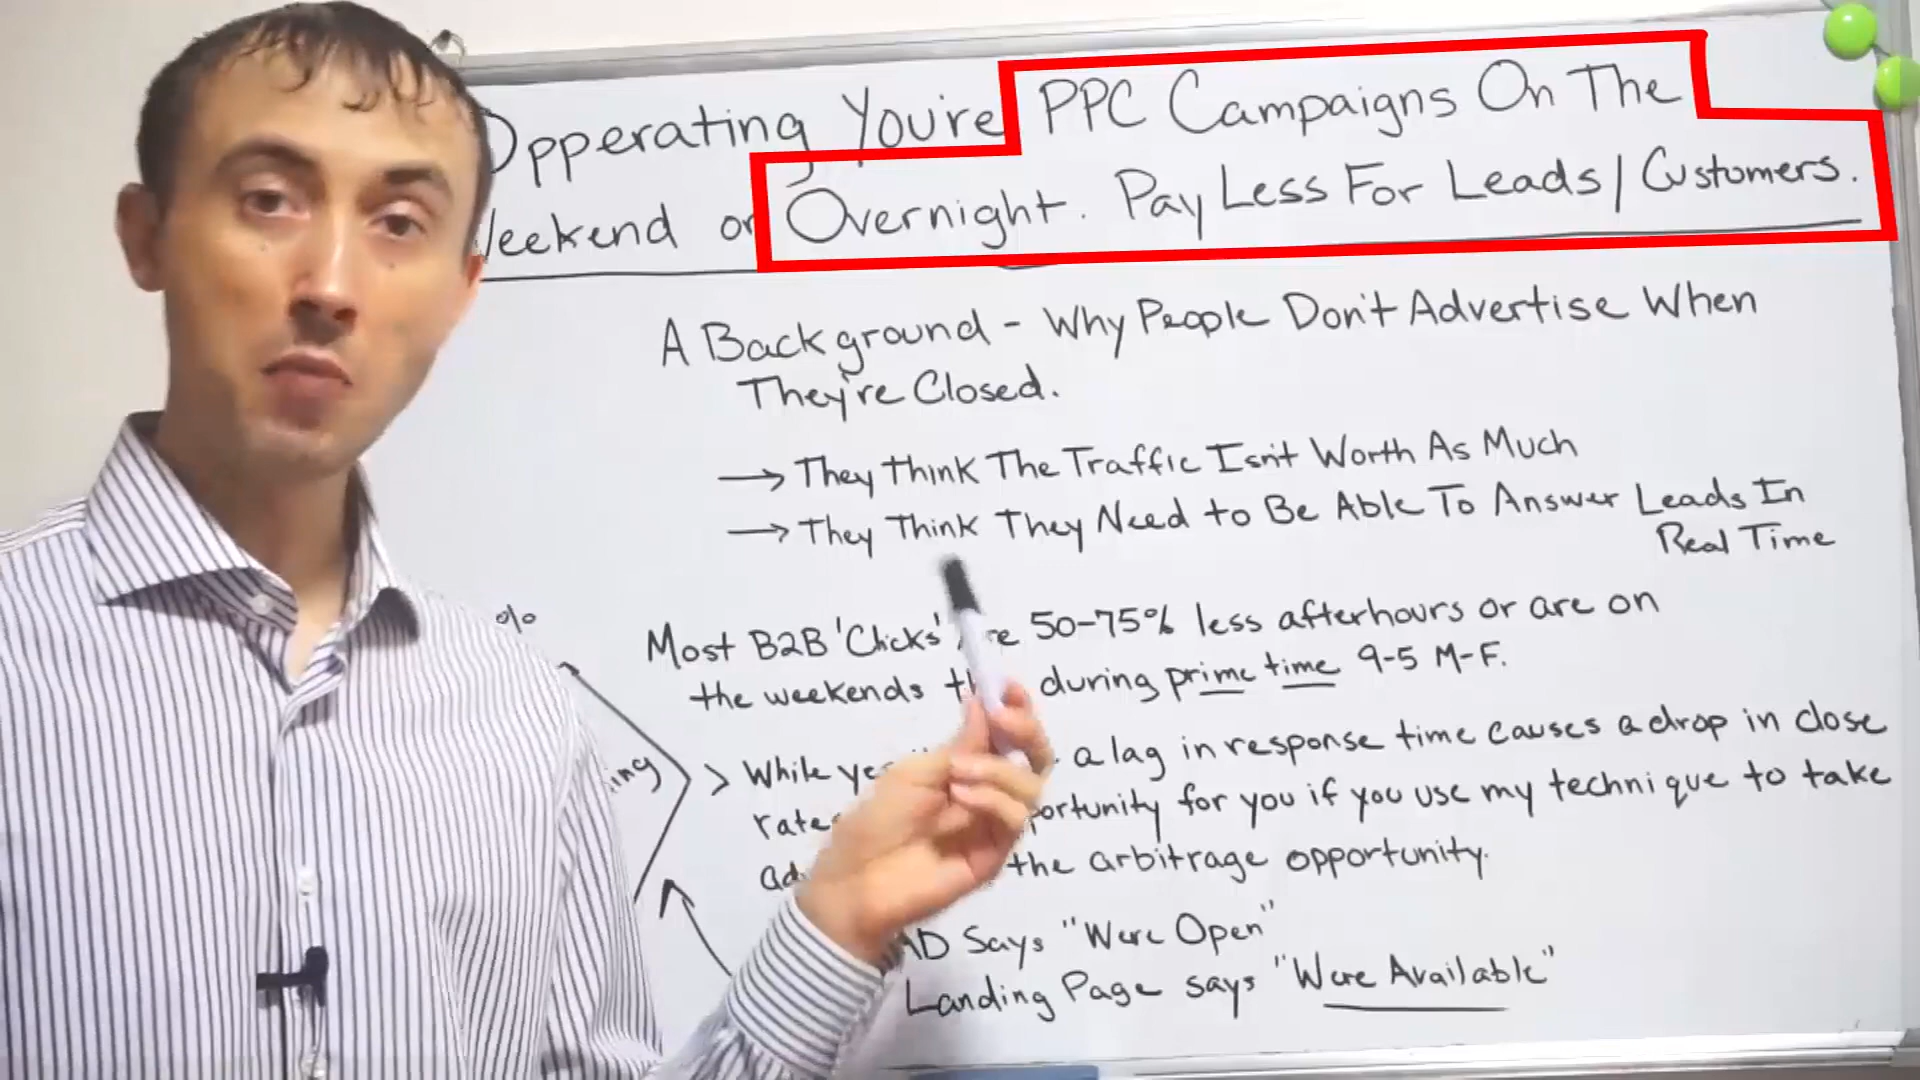 Opperating You're PPC Campaigns On The
Weekend or Overnight. Pay Less For Leads/Customers.
A Background - Why People Don't Advertise When
They're Closed.
→ They Think The Traffic Isn't Worth As Much
→ They Think They Need to Be Able To Answer Leads In
Real Time
%
Most B2B 'Clicks' are 50-75% less afterhours or are on
the weekends during prime time 9-5 M-F.
ing
> While a lag in response time causes a drop in close
for you if you use my technique to take
the arbitrage opportunity.
AD Says "We're Open"
Landing Page says "We're Available"